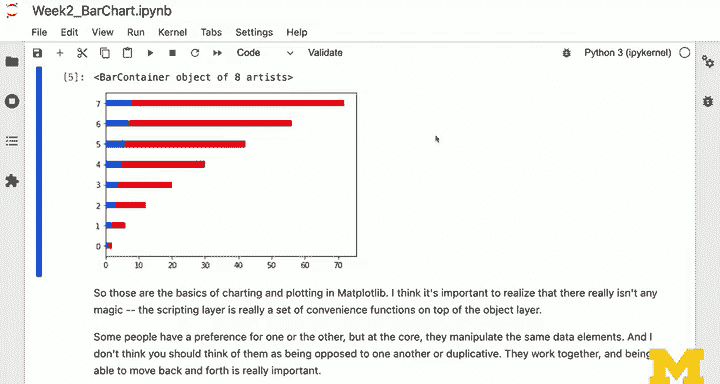 Week2_BarChart.ipynb
File Edit View Run Kernel Tabs Settings Help
Code Validate Python 3 (ipykernel)
[5]: <BarContainer object of 8 artists>
7
6
5
4
3
2
1
0
0 10 20 30 40 50 60 70
So those are the basics of charting and plotting in Matplotlib. I think it's important to realize that there really isn't any
magic -- the scripting layer is really a set of convenience functions on top of the object layer.
Some people have a preference for one or the other, but at the core, they manipulate the same data elements. And I
don't think you should think of them as being opposed to one another or duplicative. They work together, and being
able to move back and forth is really important.
M